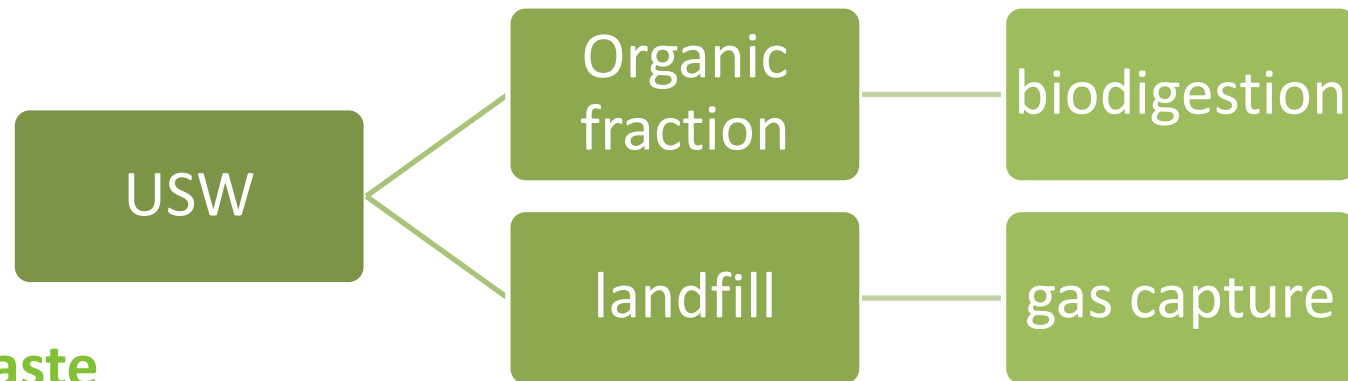 USW
Organic
fraction
biodigestion
landfill
gas capture
aste